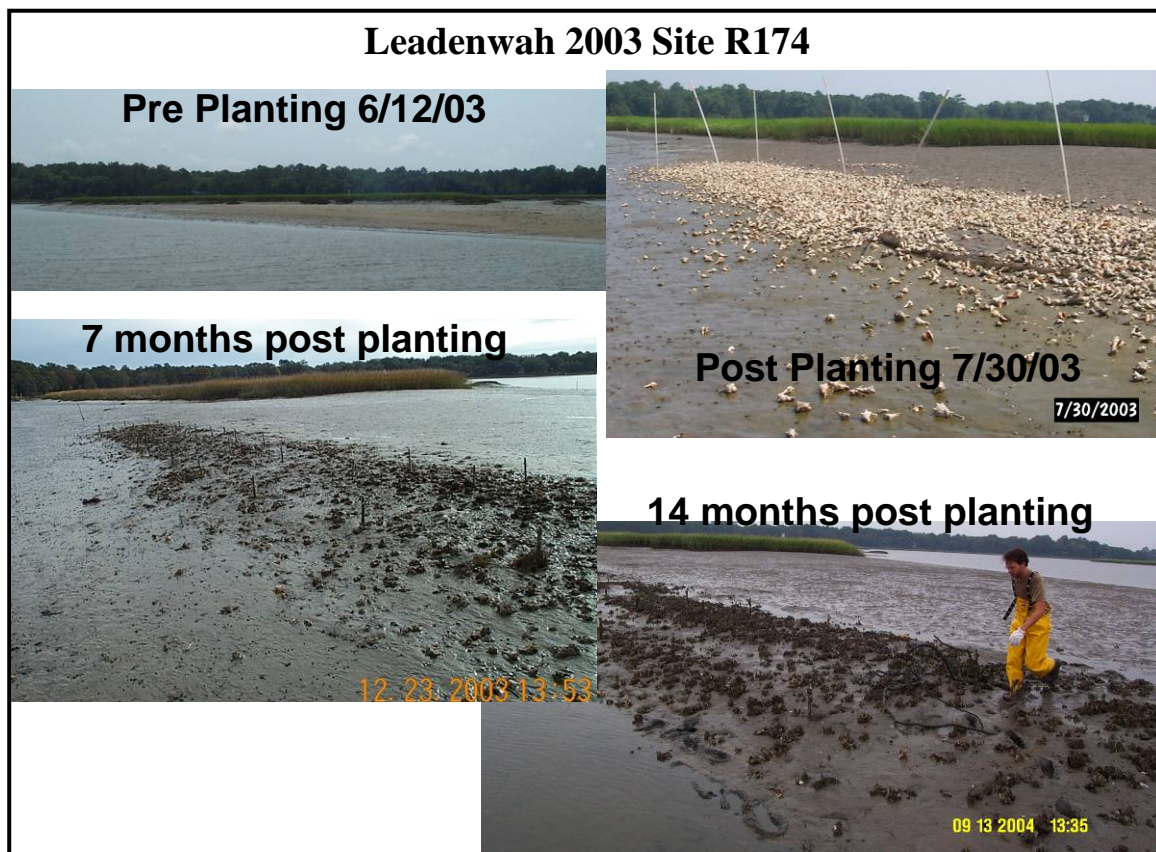 Leadenwah 2003 Site R174
Pre Planting 6/12/03
Post Planting 7/30/03
7/30/2003
7 months post planting
12. 23. 2003 13:53
14 months post planting
09 13 2004 13:35